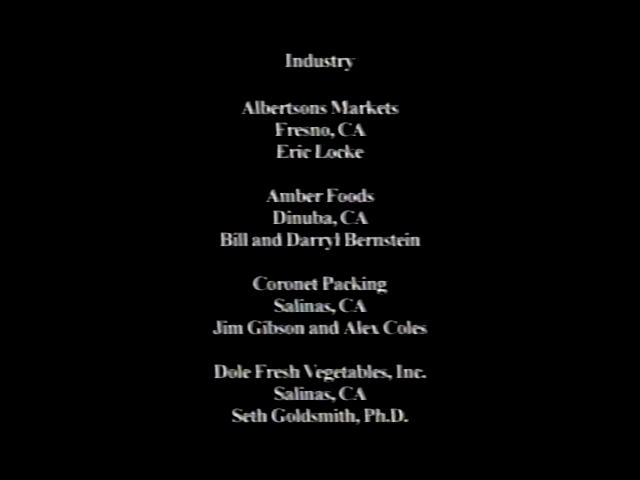 Industry
Albertsons Markets
Fresno, CA
Eric Locke
Amber Foods
Dinuba, CA
Bill and Darryl Bernstein
Coronet Packing
Salinas, CA
Jim Gibson and Alex Coles
Dole Fresh Vegetables, Inc.
Salinas, CA
Seth Goldsmith, Ph.D.